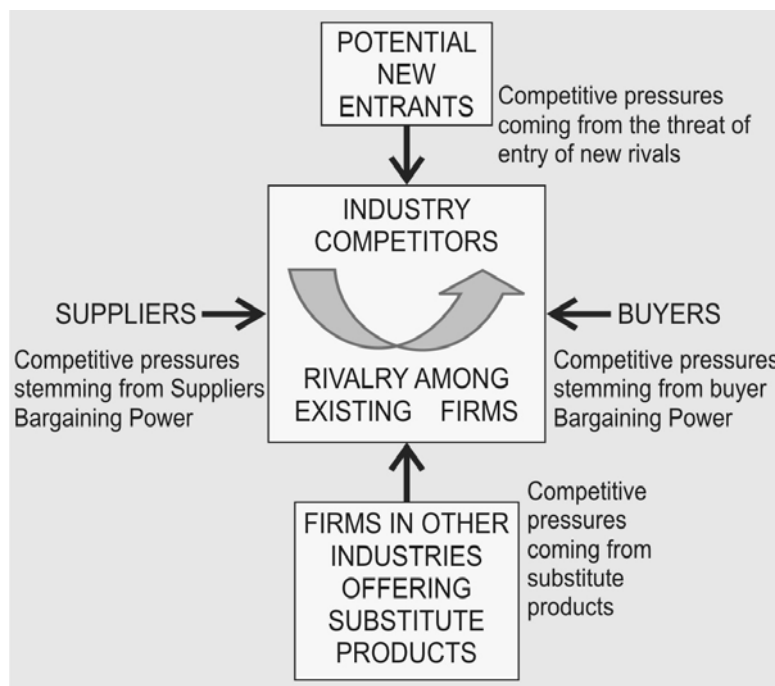 POTENTIAL
NEW
ENTRANTS
Competitive pressures
coming from the threat of
entry of new rivals
INDUSTRY
COMPETITORS
SUPPLIERS
Competitive pressures
stemming from Suppliers
Bargaining Power
BUYERS
Competitive pressures
stemming from buyer
Bargaining Power
RIVALRY AMONG
EXISTING FIRMS
FIRMS IN OTHER
INDUSTRIES
OFFERING
SUBSTITUTE
PRODUCTS
Competitive
pressures
coming from
substitute
products